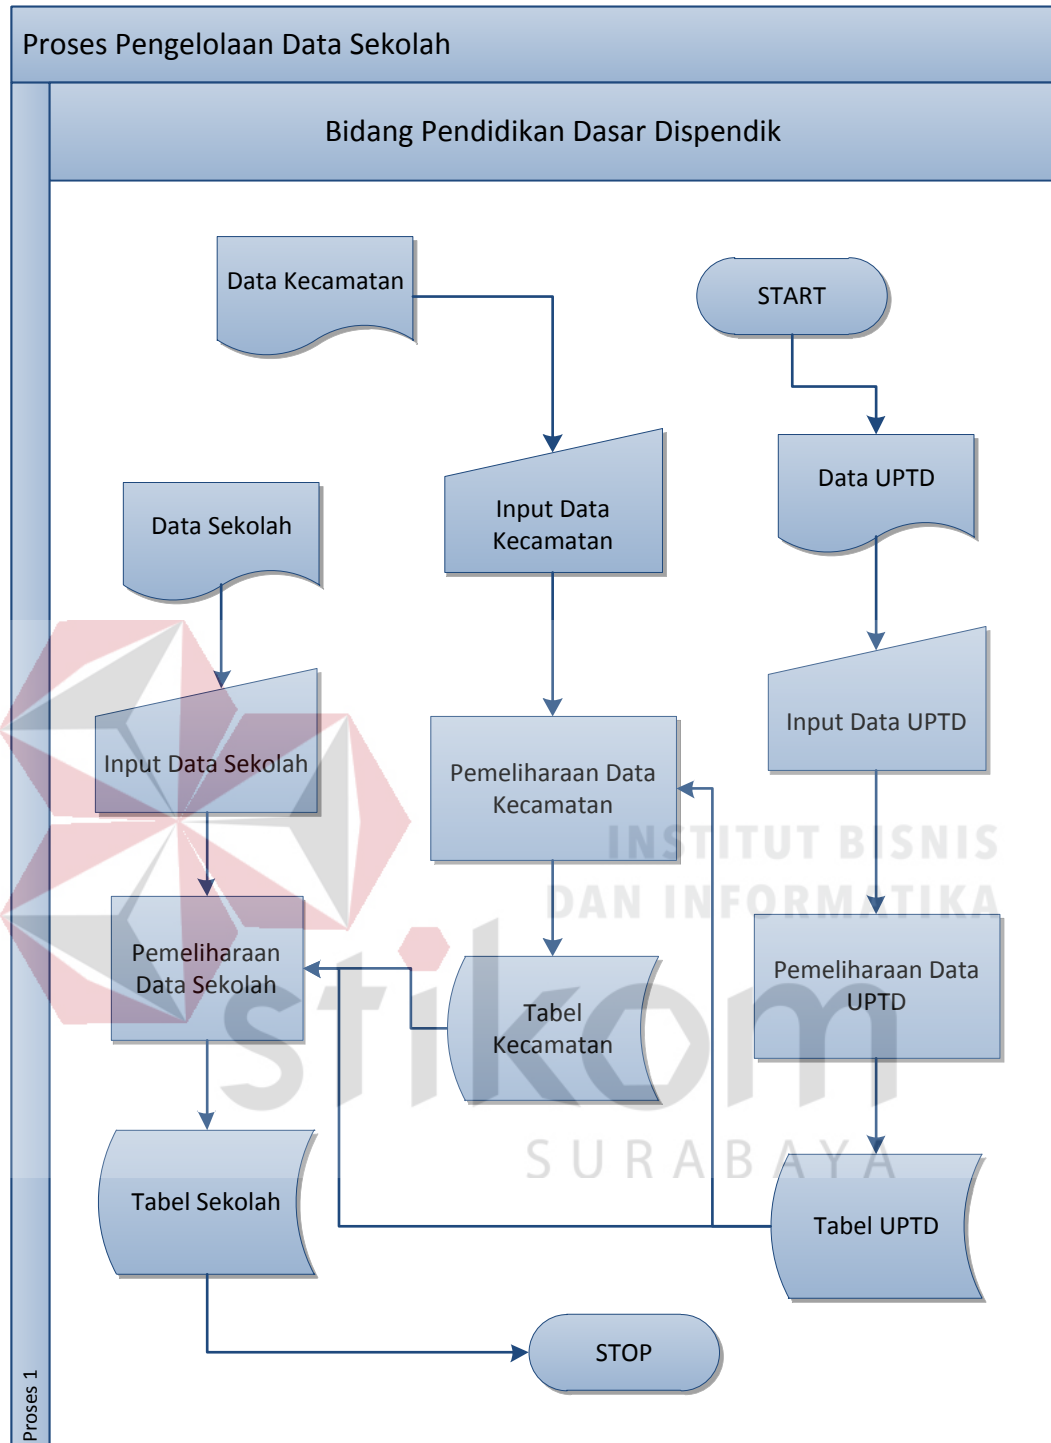 Proses Pengelolaan Data Sekolah
Bidang Pendidikan Dasar Dispendik
Data Kecamatan
START
Data UPTD
Data Sekolah
Input Data
Kecamatan
Input Data UPTD
Input Data Sekolah
Pemeliharaan Data
Kecamatan
INSTITUT BISNIS
DAN INFORMATIKA
Pemeliharaan
Data Sekolah
Pemeliharaan Data
UPTD
stikom
Tabel
Kecamatan
SURABAYA
Tabel Sekolah
Tabel UPTD
STOP
Proses 1